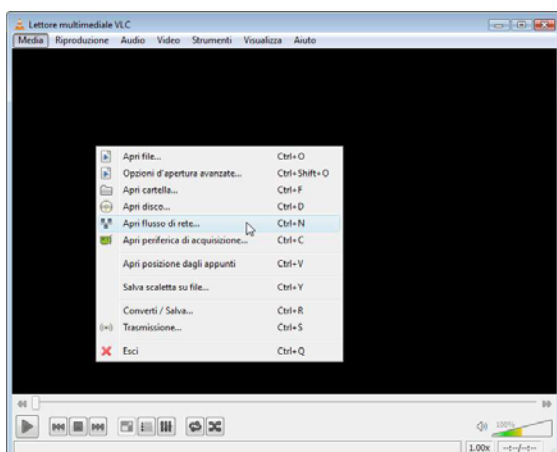 Lettore multimediale VLC
Media Riproduzione Audio Video Strumenti Visualizza Aiuto
Apri file... Ctrl+O
Opzioni d'apertura avanzate... Ctrl+Shift+O
Apri cartella... Ctrl+F
Apri disco... Ctrl+D
Apri flusso di rete... Ctrl+N
Apri periferica di acquisizione... Ctrl+C
Apri posizione dagli appunti Ctrl+V
Salva scaletta su file... Ctrl+Y
Converti / Salva... Ctrl+R
Trasmissione... Ctrl+S
Esci Ctrl+Q
100%
1.00x --:--/--:--